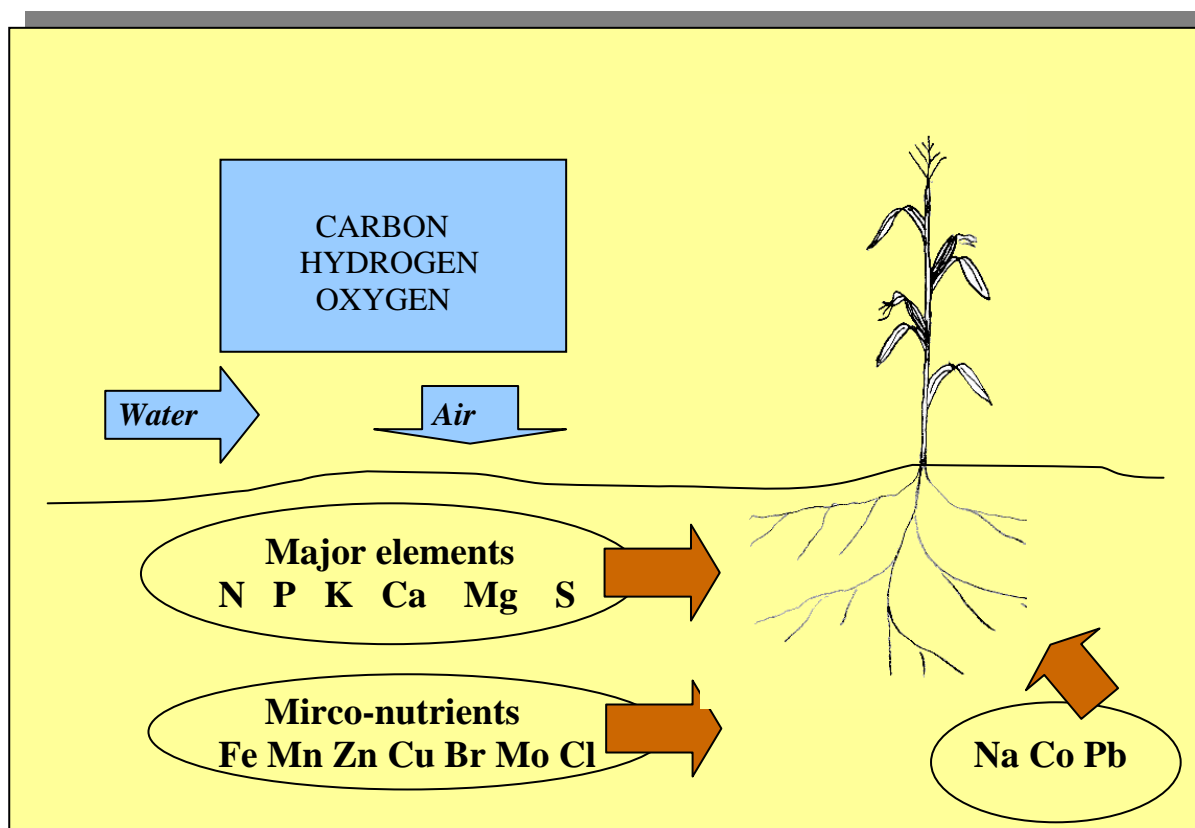 CARBON
HYDROGEN
OXYGEN
Water
Air
Major elements
N P K Ca Mg S
Mirco-nutrients
Fe Mn Zn Cu Br Mo Cl
Na Co Pb